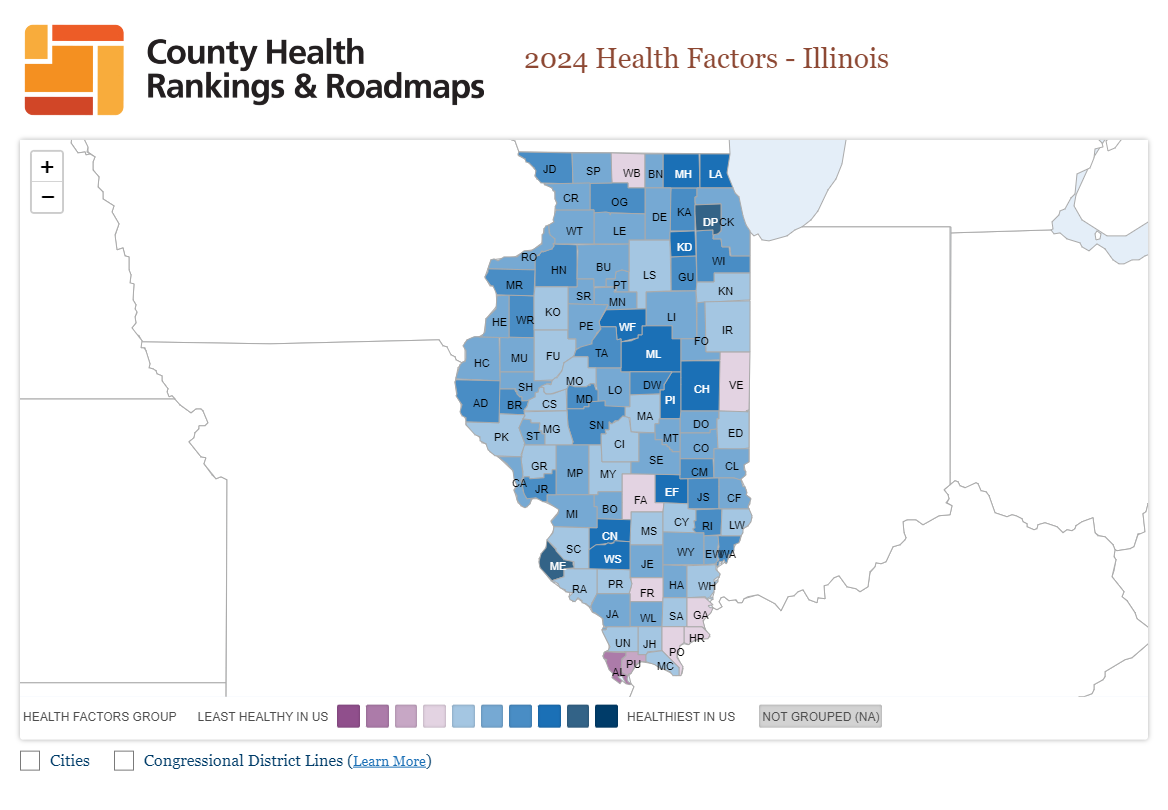 County Health
Rankings & Roadmaps
2024 Health Factors - Illinois
+
−
JD SP WB BN MH LA
CR OG DE KA DP CK
WT LE
RO HN BU LS KD WI
MR PT GU KN
SR MN
HE WR KO PE WF LI IR
FO
HC MU FU TA ML
SH MO LO DW PI CH VE
AD BR CS MD MA
PK ST MG SN CI MT DO ED
CO
GR MP MY SE CM CL
CA JR FA EF JS CF
MI BO MS CY RI LW
SC CN
ME WS JE WY EW WA
RA PR FR HA WH
JA WL SA GA
UN JH PO HR
AL PU MC
HEALTH FACTORS GROUP LEAST HEALTHY IN US HEALTHIEST IN US NOT GROUPED (NA)
Cities Congressional District Lines (Learn More)